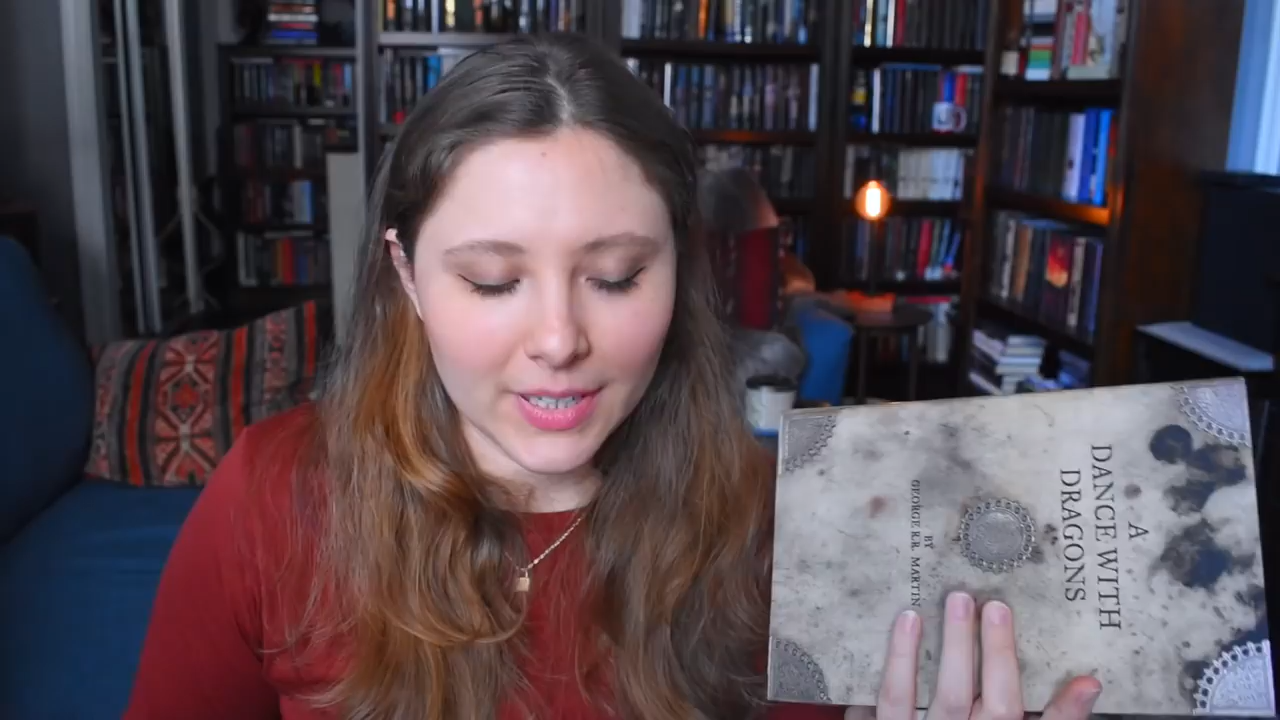 A
DANCE WITH
DRAGONS
BY
GEORGE R.R. MARTIN